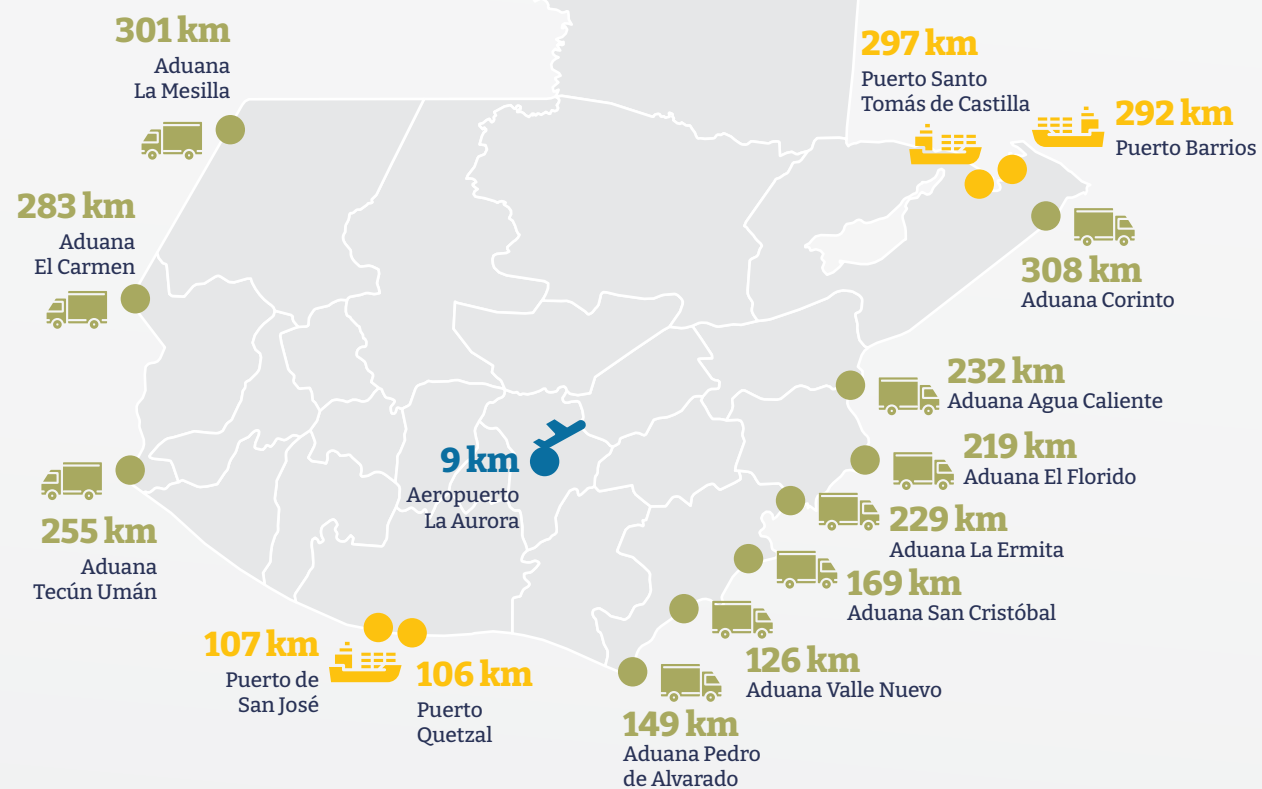 301 km
Aduana
La Mesilla
297 km
Puerto Santo
Tomás de Castilla
292 km
Puerto Barrios
283 km
Aduana
El Carmen
308 km
Aduana Corinto
232 km
Aduana Agua Caliente
219 km
Aduana El Florido
9 km
Aeropuerto
La Aurora
229 km
Aduana La Ermita
255 km
Aduana
Tecún Umán
169 km
Aduana San Cristóbal
107 km
Puerto de
San José
106 km
Puerto
Quetzal
126 km
Aduana Valle Nuevo
149 km
Aduana Pedro
de Alvarado